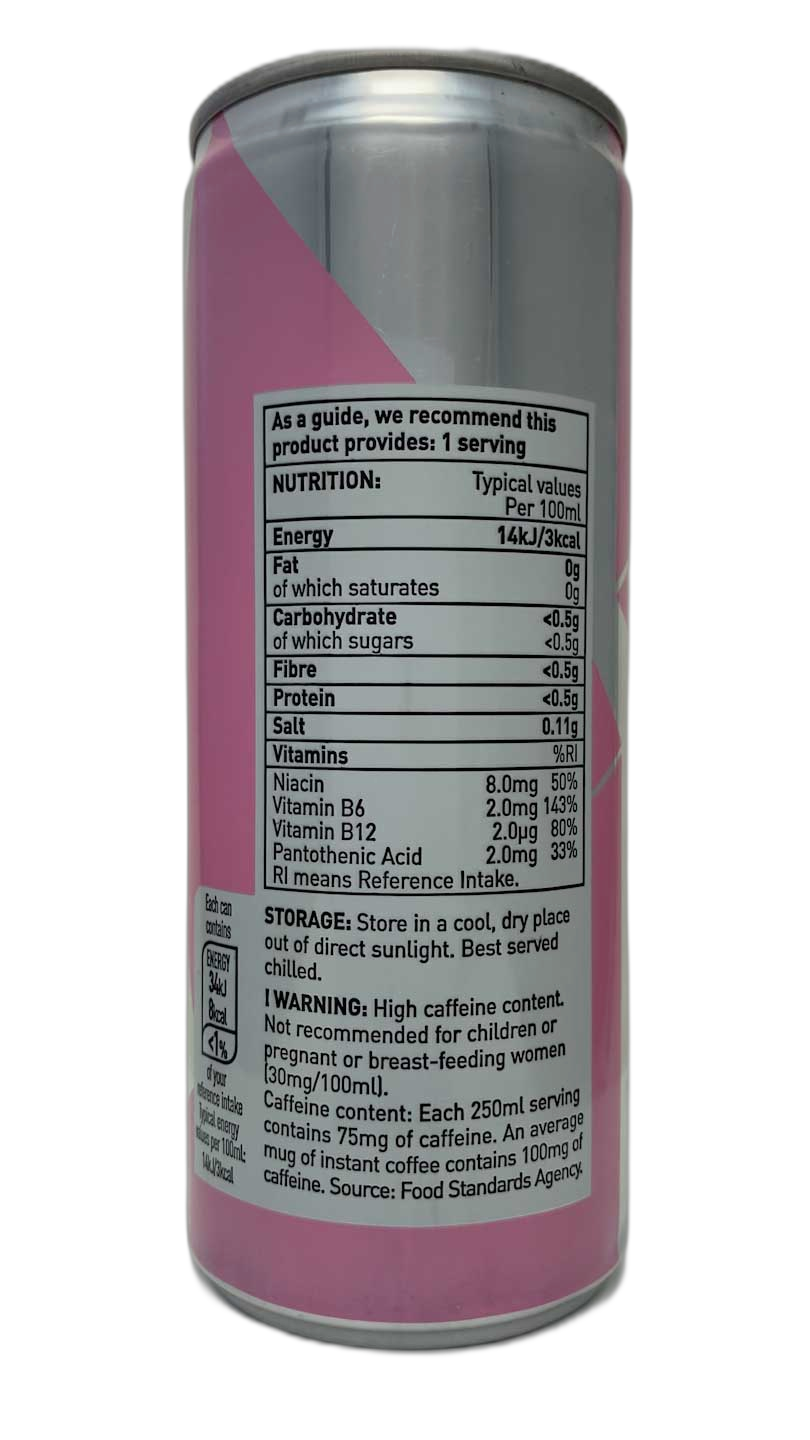 As a guide, we recommend this
product provides: 1 serving
NUTRITION: Typical values
Per 100ml
Energy 14kJ/3kcal
Fat 0g
of which saturates 0g
Carbohydrate <0.5g
of which sugars <0.5g
Fibre <0.5g
Protein <0.5g
Salt 0.11g
Vitamins %RI
Niacin 8.0mg 50%
Vitamin B6 2.0mg 143%
Vitamin B12 2.0µg 80%
Pantothenic Acid 2.0mg 33%
RI means Reference Intake.
STORAGE: Store in a cool, dry place
out of direct sunlight. Best served
chilled.
! WARNING: High caffeine content.
Not recommended for children or
pregnant or breast-feeding women
(30mg/100ml).
Caffeine content: Each 250ml serving
contains 75mg of caffeine. An average
mug of instant coffee contains 100mg of
caffeine. Source: Food Standards Agency.
Each can
contains
ENERGY
34kJ
8kcal
<1%
of your
reference intake
Typical energy
values per 100ml:
14kJ/3kcal